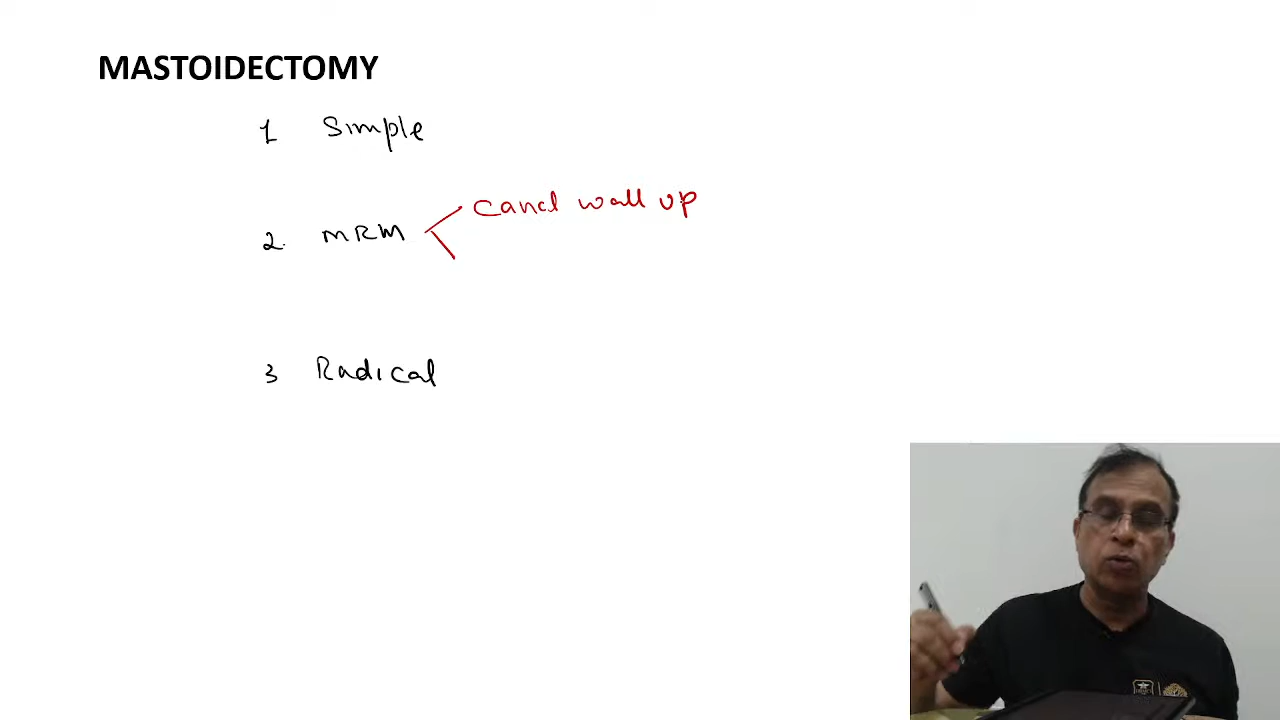 MASTOIDECTOMY
1 Simple
canal wall up
2. MRM
3 Radical